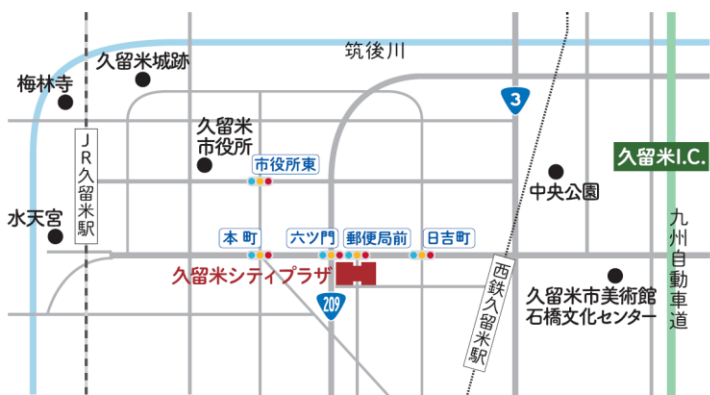 筑後川
久留米城跡
梅林寺
3
久留米
市役所
市役所東
JR久留米駅
久留米I.C.
中央公園
水天宮
本町
六ツ門
郵便局前
日吉町
九州自動車道
久留米シティプラザ
西鉄久留米駅
209
久留米市美術館
石橋文化センター